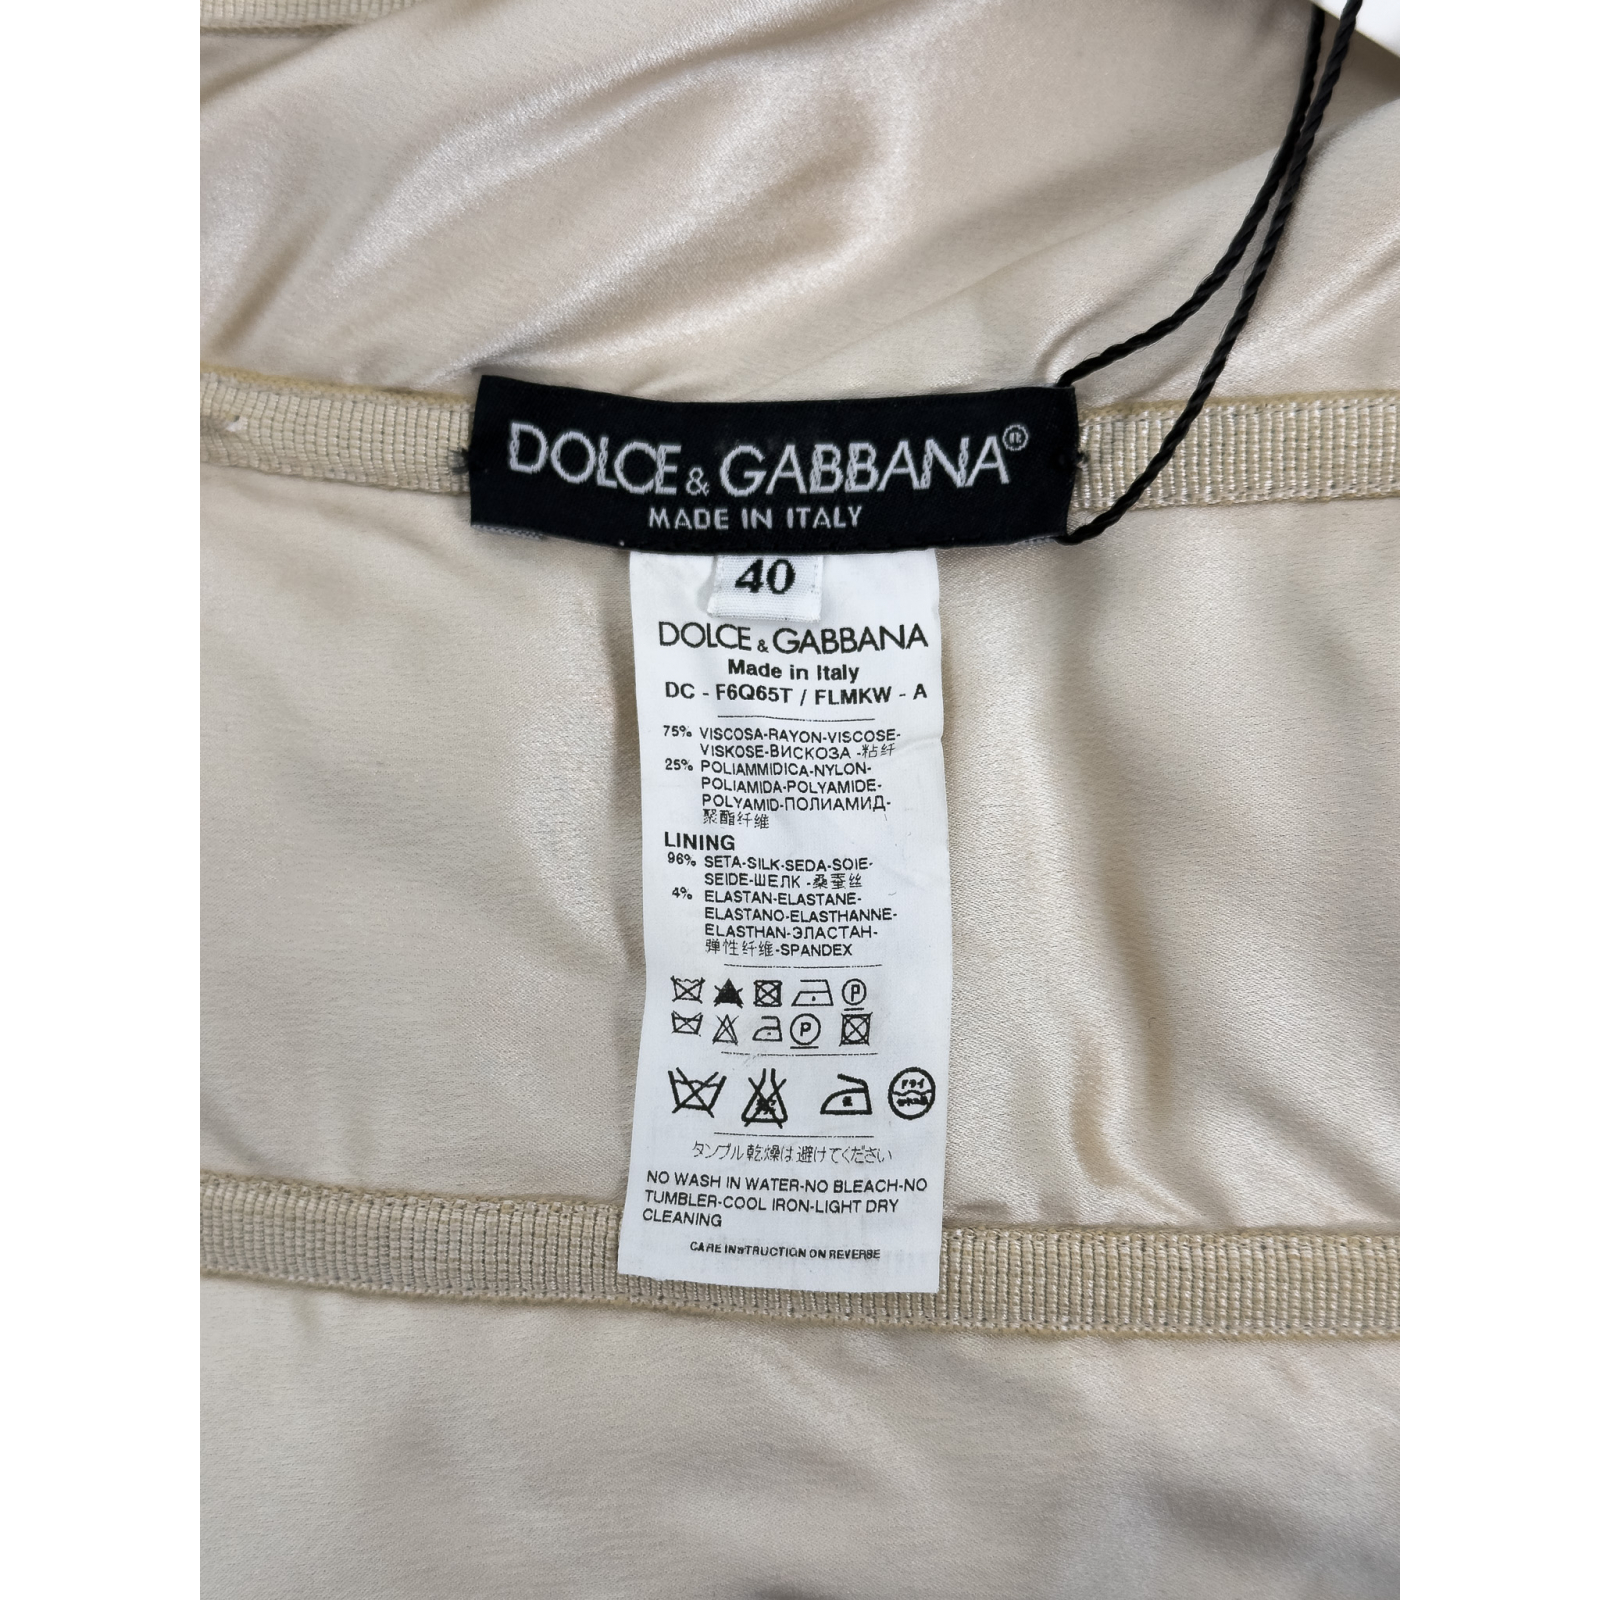 DOLCE & GABBANA®
MADE IN ITALY
40
DOLCE & GABBANA
Made in Italy
DC - F6Q65T / FLMKW - A
75% VISCOSA-RAYON-VISCOSE-
VISKOSE-ВИСКОЗА -粘纤
25% POLIAMMIDICA-NYLON-
POLIAMIDA-POLYAMIDE-
POLYAMID-ПОЛИАМИД-
聚酯纤维
LINING
96% SETA-SILK-SEDA-SOIE-
SEIDE-ШЕЛК -桑蚕丝
4% ELASTAN-ELASTANE-
ELASTANO-ELASTHANNE-
ELASTHAN-ЭЛАСТАН-
弹性纤维-SPANDEX
P
P
ドライ
タンブル乾燥は避けてください
NO WASH IN WATER-NO BLEACH-NO
TUMBLER-COOL IRON-LIGHT DRY
CLEANING
CARE INSTRUCTION ON REVERSE